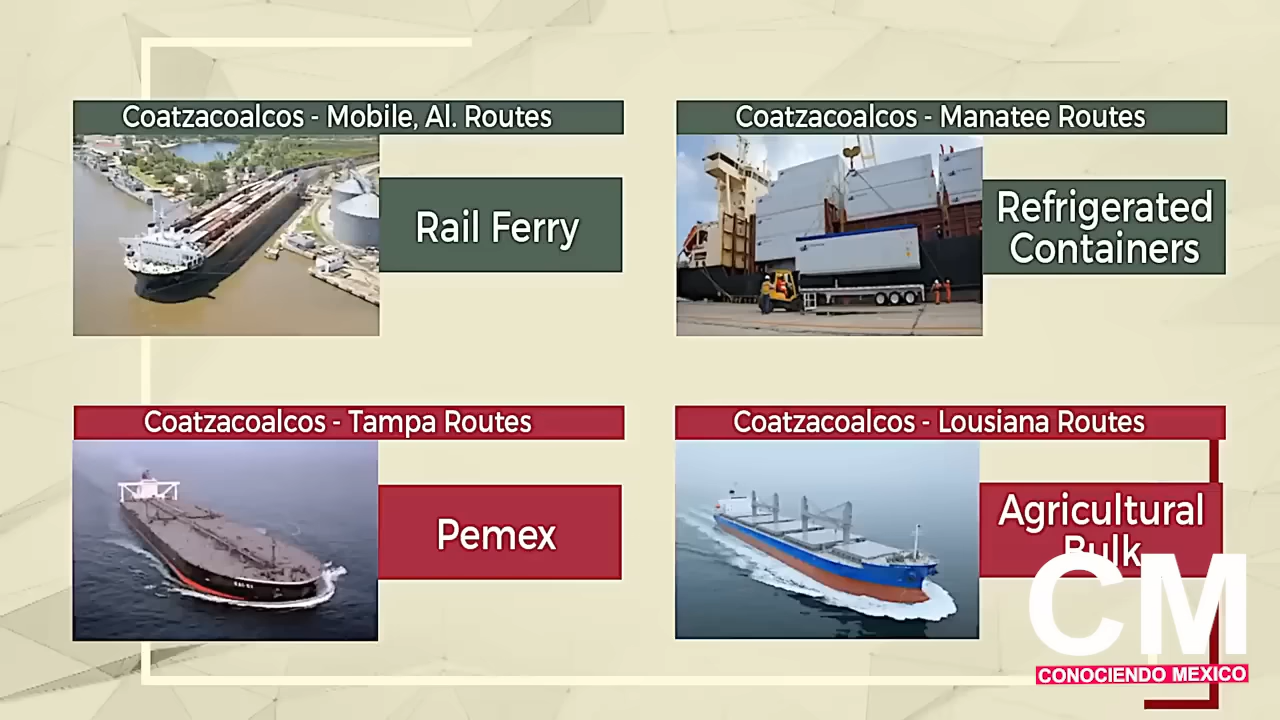 Coatzacoalcos - Mobile, Al. Routes
Rail Ferry
Coatzacoalcos - Manatee Routes
Refrigerated
Containers
Coatzacoalcos - Tampa Routes
Pemex
Coatzacoalcos - Lousiana Routes
Agricultural
Bulk
CM
CONOCIENDO MEXICO